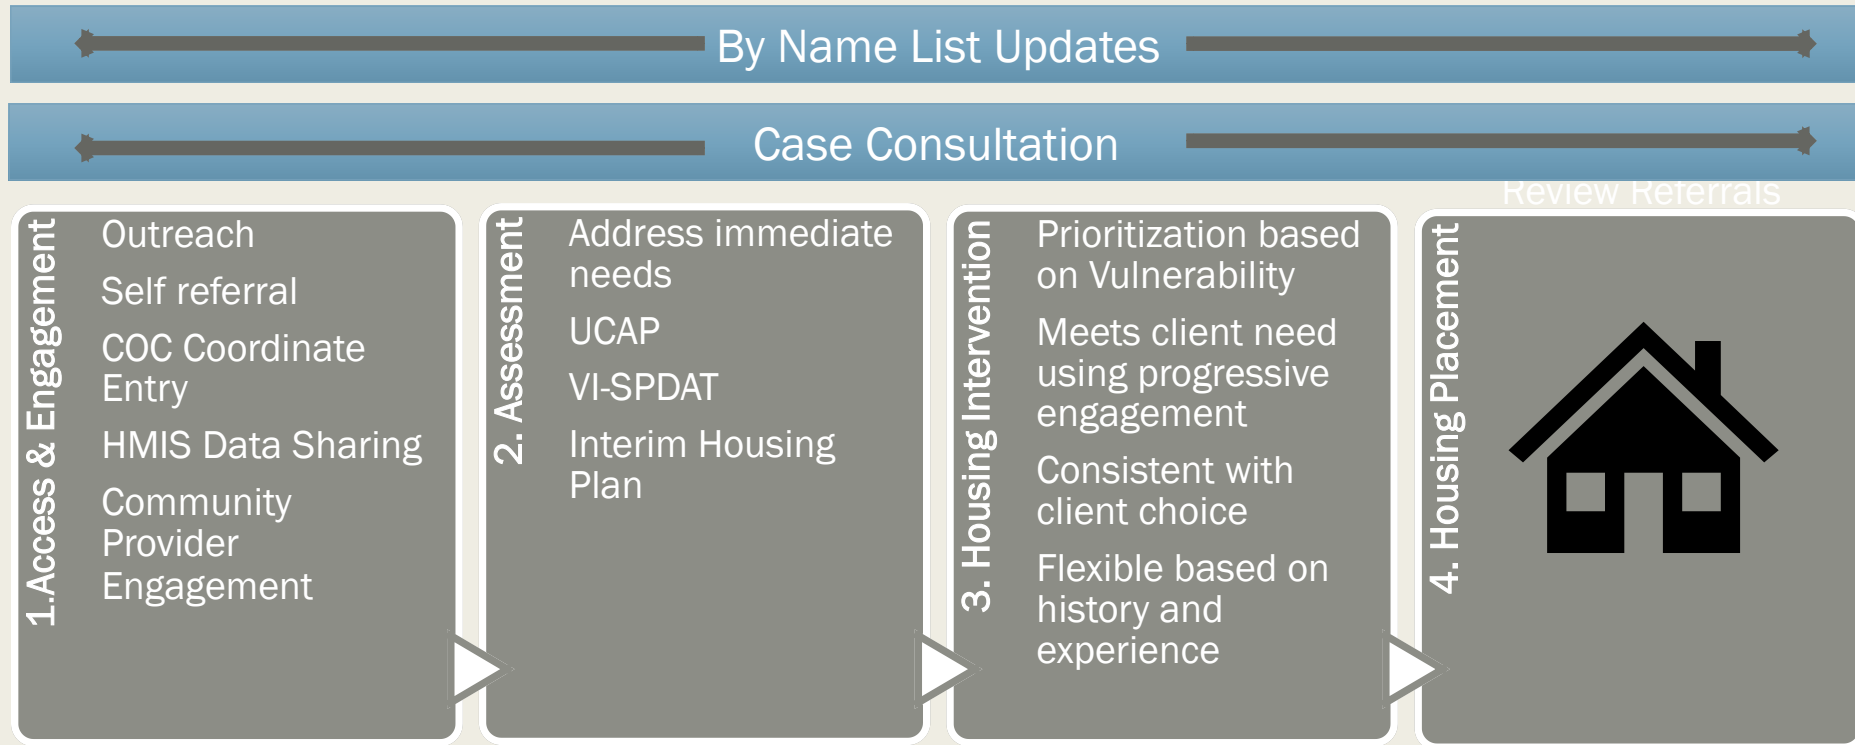 By Name List Updates
Case Consultation
Review Referrals
1.Access & Engagement
Outreach
Self referral
COC Coordinate
Entry
HMIS Data Sharing
Community
Provider
Engagement
2. Assessment
Address immediate
needs
UCAP
VI-SPDAT
Interim Housing
Plan
3. Housing Intervention
Prioritization based
on Vulnerability
Meets client need
using progressive
engagement
Consistent with
client choice
Flexible based on
history and
experience
4. Housing Placement